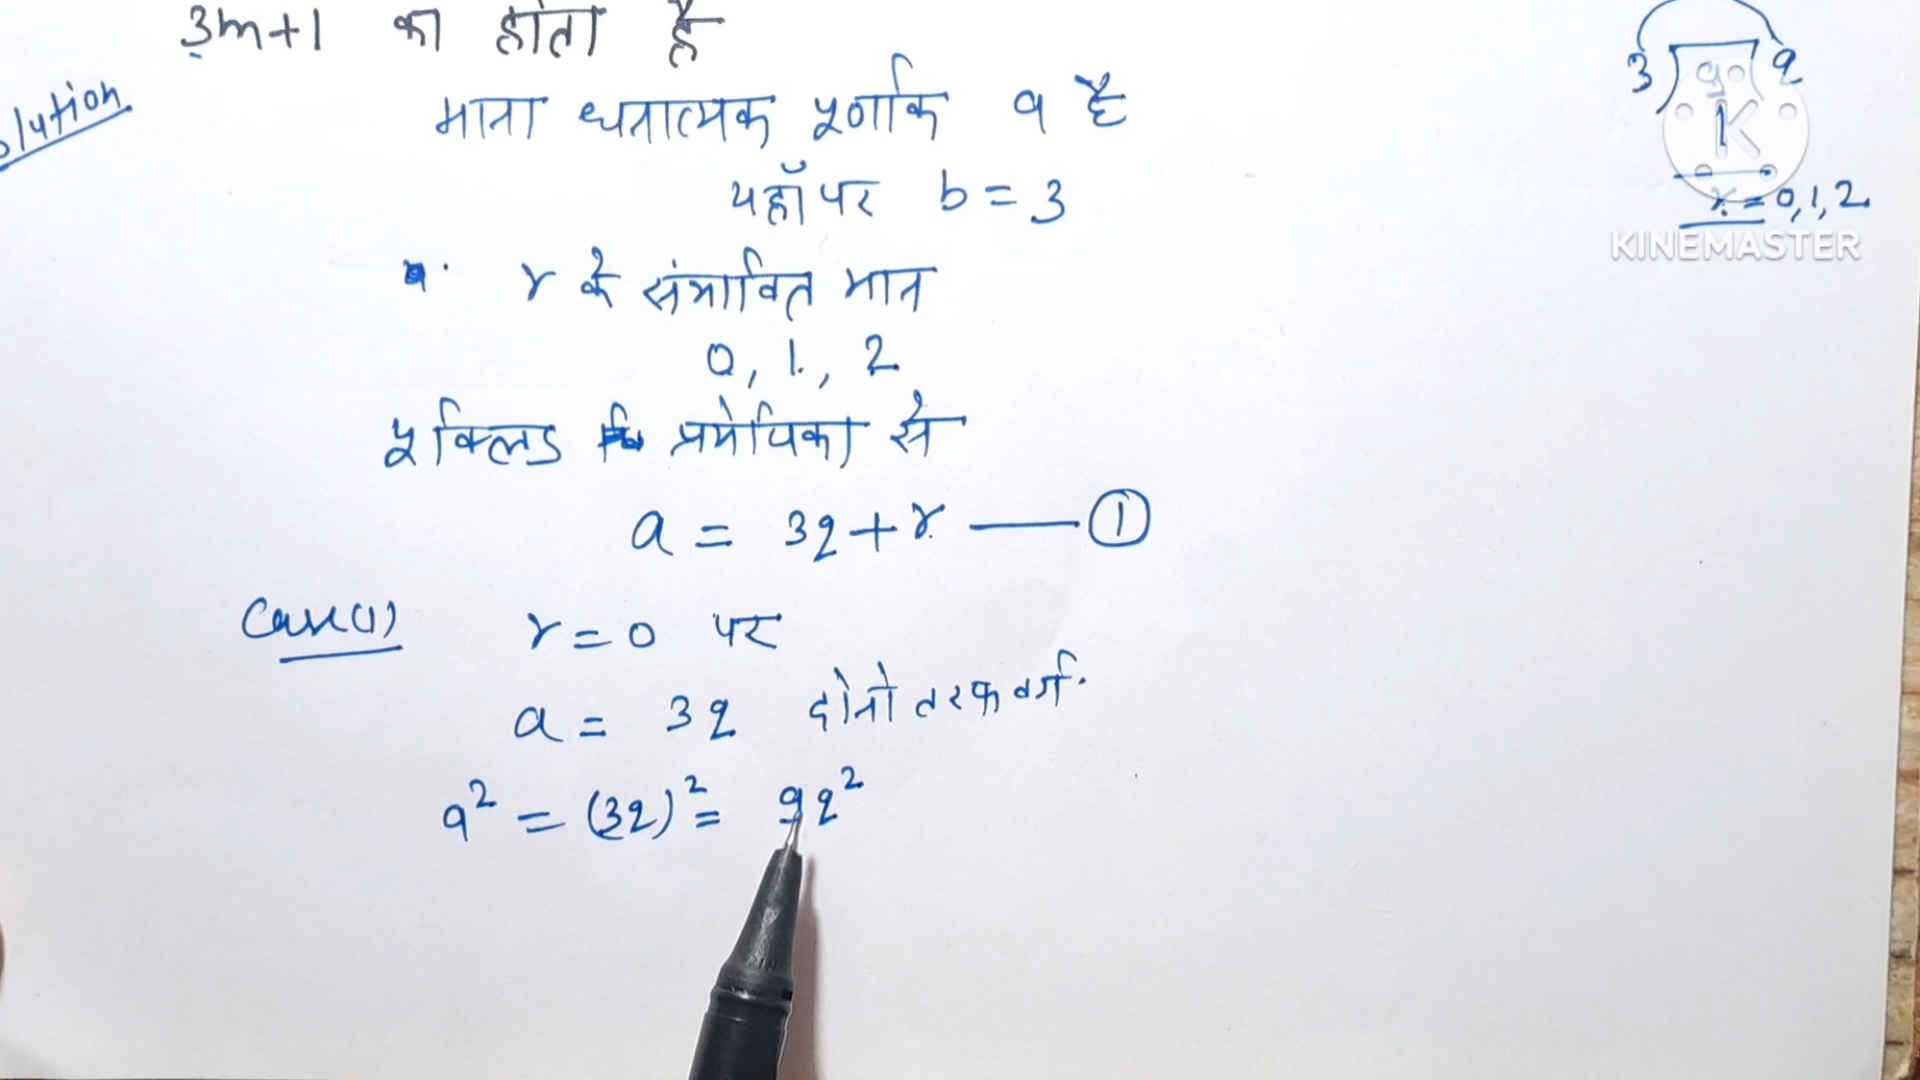 3m+1 का होता है
olution
माना धनात्मक पूर्णांक a है
यहाँ पर b = 3
r के संभावित मान
0, 1, 2
यूक्लिड प्रमेयिका से
a = 3q + r — ①
Case(1) r = 0 पर
a = 3q दोनो तरफ वर्ग.
a² = (3q)² = 9q²
3 a q
r = 0, 1, 2
K
KINEMASTER